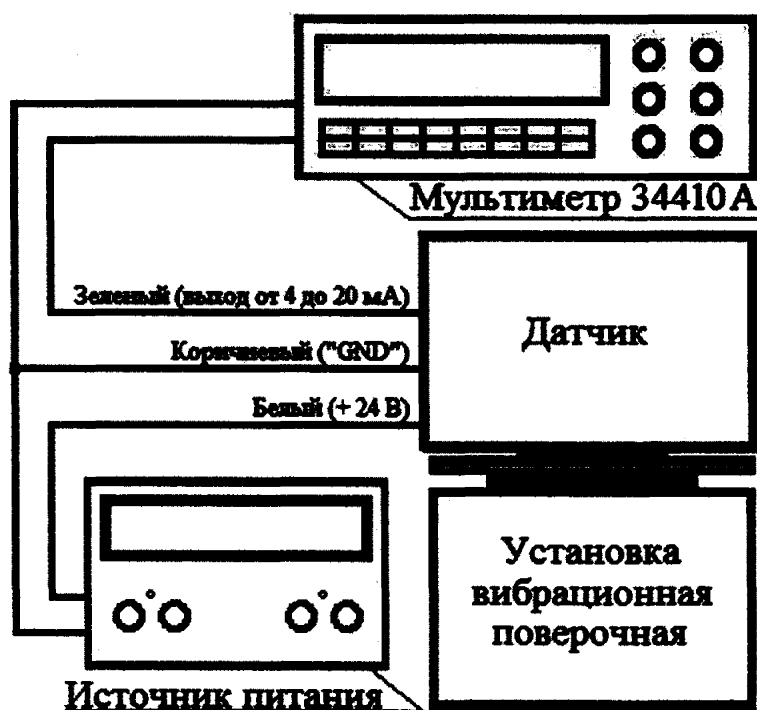 Мультиметр 34410А
Зеленый (выход от 4 до 20 мА)
Датчик
Коричневый ("GND")
Белый (+ 24 В)
Установка
вибрационная
поверочная
Источник питания